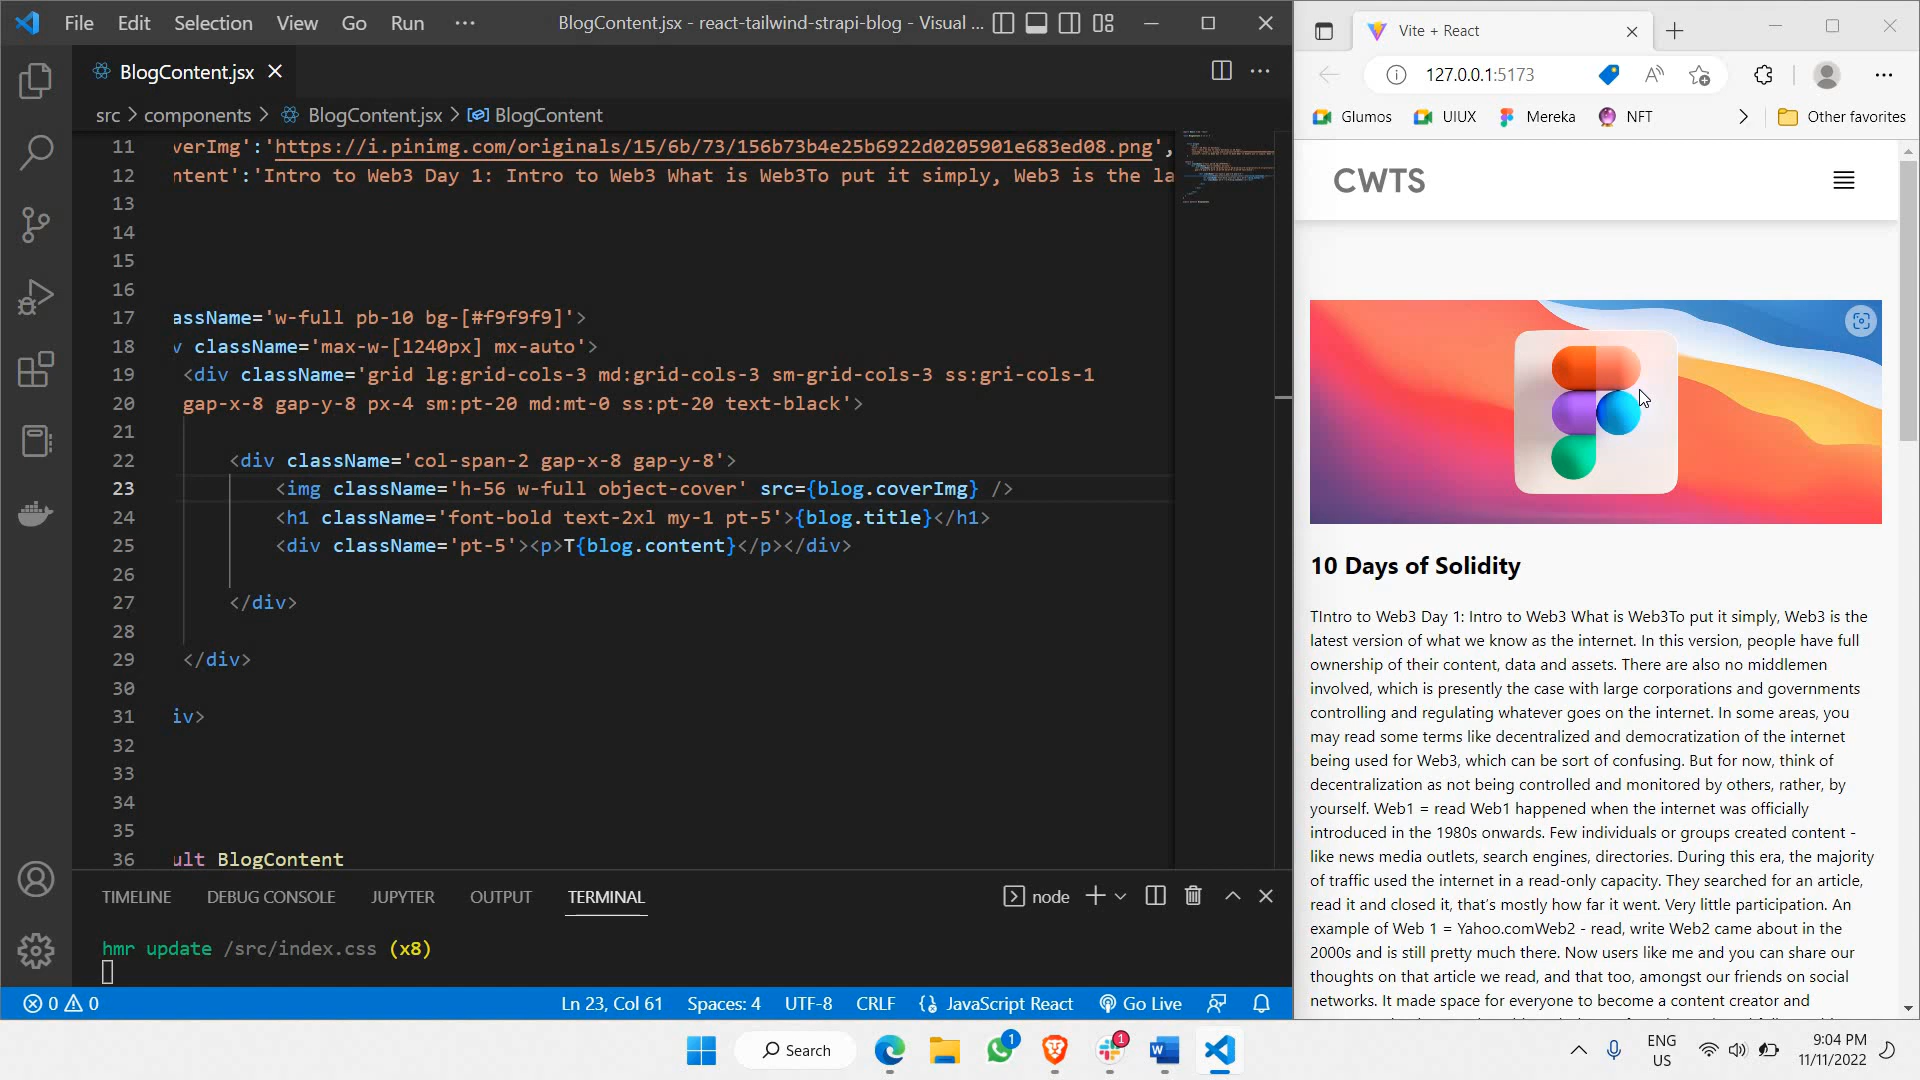 File Edit Selection View Go Run ··· BlogContent.jsx - react-tailwind-strapi-blog - Visual ...
BlogContent.jsx
src > components > BlogContent.jsx > BlogContent
11 verImg':'https://i.pinimg.com/originals/15/6b/73/156b73b4e25b6922d0205901e683ed08.png',
12 ntent':'Intro to Web3 Day 1: Intro to Web3 What is Web3To put it simply, Web3 is the la
13
14
15
16
17 assName='w-full pb-10 bg-[#f9f9f9]'>
18 v className='max-w-[1240px] mx-auto'>
19 <div className='grid lg:grid-cols-3 md:grid-cols-3 sm-grid-cols-3 ss:gri-cols-1
20 gap-x-8 gap-y-8 px-4 sm:pt-20 md:mt-0 ss:pt-20 text-black'>
21
22 <div className='col-span-2 gap-x-8 gap-y-8'>
23 <img className='h-56 w-full object-cover' src={blog.coverImg} />
24 <h1 className='font-bold text-2xl my-1 pt-5'>{blog.title}</h1>
25 <div className='pt-5'><p>T{blog.content}</p></div>
26
27 </div>
28
29 </div>
30
31 iv>
32
33
34
35
36 ult BlogContent
TIMELINE DEBUG CONSOLE JUPYTER OUTPUT TERMINAL node
hmr update /src/index.css (x8)
0 0 Ln 23, Col 61 Spaces: 4 UTF-8 CRLF JavaScript React Go Live
Vite + React
127.0.0.1:5173
Glumos UIUX Mereka NFT Other favorites
CWTS
10 Days of Solidity
TIntro to Web3 Day 1: Intro to Web3 What is Web3To put it simply, Web3 is the
latest version of what we know as the internet. In this version, people have full
ownership of their content, data and assets. There are also no middlemen
involved, which is presently the case with large corporations and governments
controlling and regulating whatever goes on the internet. In some areas, you
may read some terms like decentralized and democratization of the internet
being used for Web3, which can be sort of confusing. But for now, think of
decentralization as not being controlled and monitored by others, rather, by
yourself. Web1 = read Web1 happened when the internet was officially
introduced in the 1980s onwards. Few individuals or groups created content -
like news media outlets, search engines, directories. During this era, the majority
of traffic used the internet in a read-only capacity. They searched for an article,
read it and closed it, that's mostly how far it went. Very little participation. An
example of Web 1 = Yahoo.comWeb2 - read, write Web2 came about in the
2000s and is still pretty much there. Now users like me and you can share our
thoughts on that article we read, and that too, amongst our friends on social
networks. It made space for everyone to become a content creator and
Search 1 1 ENG US 9:04 PM 11/11/2022